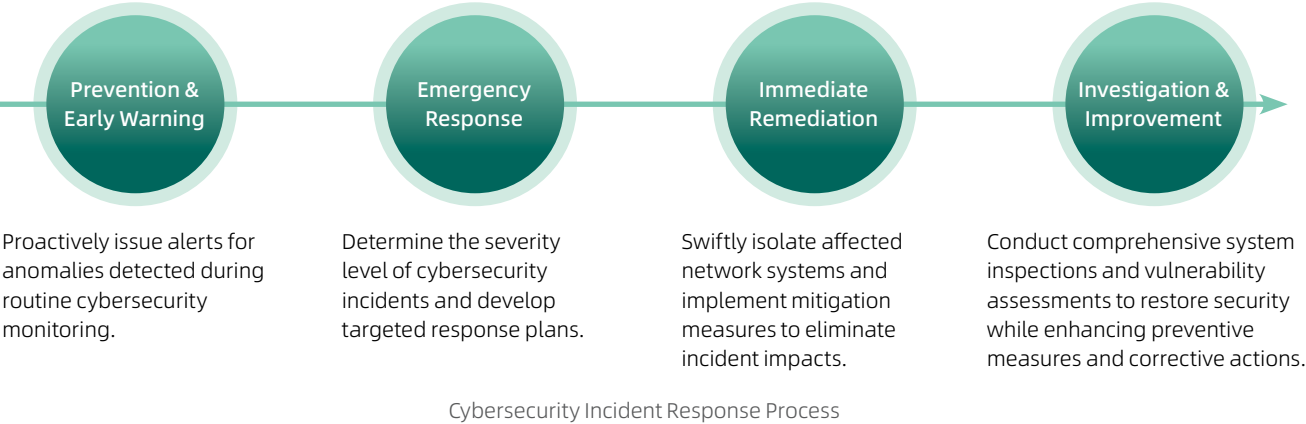 Prevention &
Early Warning
Proactively issue alerts for
anomalies detected during
routine cybersecurity
monitoring.
Emergency
Response
Determine the severity
level of cybersecurity
incidents and develop
targeted response plans.
Immediate
Remediation
Swiftly isolate affected
network systems and
implement mitigation
measures to eliminate
incident impacts.
Investigation &
Improvement
Conduct comprehensive system
inspections and vulnerability
assessments to restore security
while enhancing preventive
measures and corrective actions.
Cybersecurity Incident Response Process